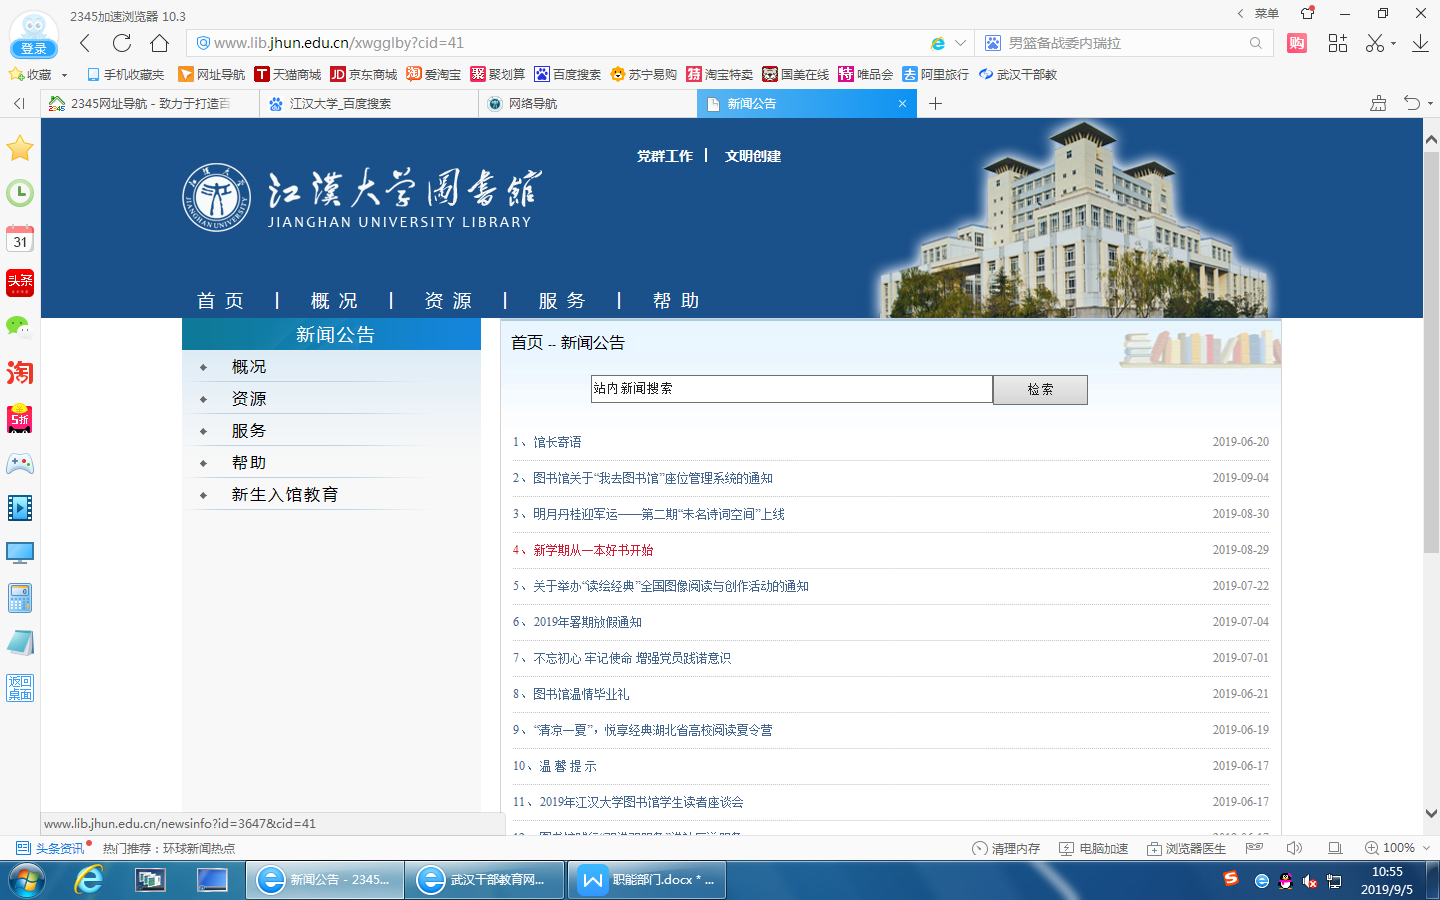 2345加速浏览器 10.3
菜单
登录
www.lib.jhun.edu.cn/xwgglby?cid=41
男篮备战委内瑞拉
购
收藏 手机收藏夹 网址导航 天猫商城 京东商城 爱淘宝 聚划算 百度搜索 苏宁易购 淘宝特卖 国美在线 唯品会 阿里旅行 武汉干部教
2345网址导航 - 致力于打造百 江汉大学_百度搜索 网络导航 新闻公告
31
头条
淘
5折
返回
桌面
党群工作 | 文明创建
江漢大学图書館
JIANGHAN UNIVERSITY LIBRARY
首 页 | 概 况 | 资 源 | 服 务 | 帮 助
新闻公告
概况
资源
服务
帮助
新生入馆教育
首页 -- 新闻公告
站内新闻搜索 检索
1、馆长寄语 2019-06-20
2、图书馆关于“我去图书馆”座位管理系统的通知 2019-09-04
3、明月丹桂迎军运——第二期“未名诗词空间”上线 2019-08-30
4、新学期从一本好书开始 2019-08-29
5、关于举办“读绘经典”全国图像阅读与创作活动的通知 2019-07-22
6、2019年署期放假通知 2019-07-04
7、不忘初心 牢记使命 增强党员践诺意识 2019-07-01
8、图书馆温情毕业礼 2019-06-21
9、“清凉一夏”，悦享经典湖北省高校阅读夏令营 2019-06-19
10、温 馨 提 示 2019-06-17
11、2019年江汉大学图书馆学生读者座谈会 2019-06-17
www.lib.jhun.edu.cn/newsinfo?id=3647&cid=41
头条资讯 热门推荐：环球新闻热点 清理内存 电脑加速 浏览器医生 100%
新闻公告 - 2345... 武汉干部教育网... 职能部门.docx * ...
10:55
2019/9/5